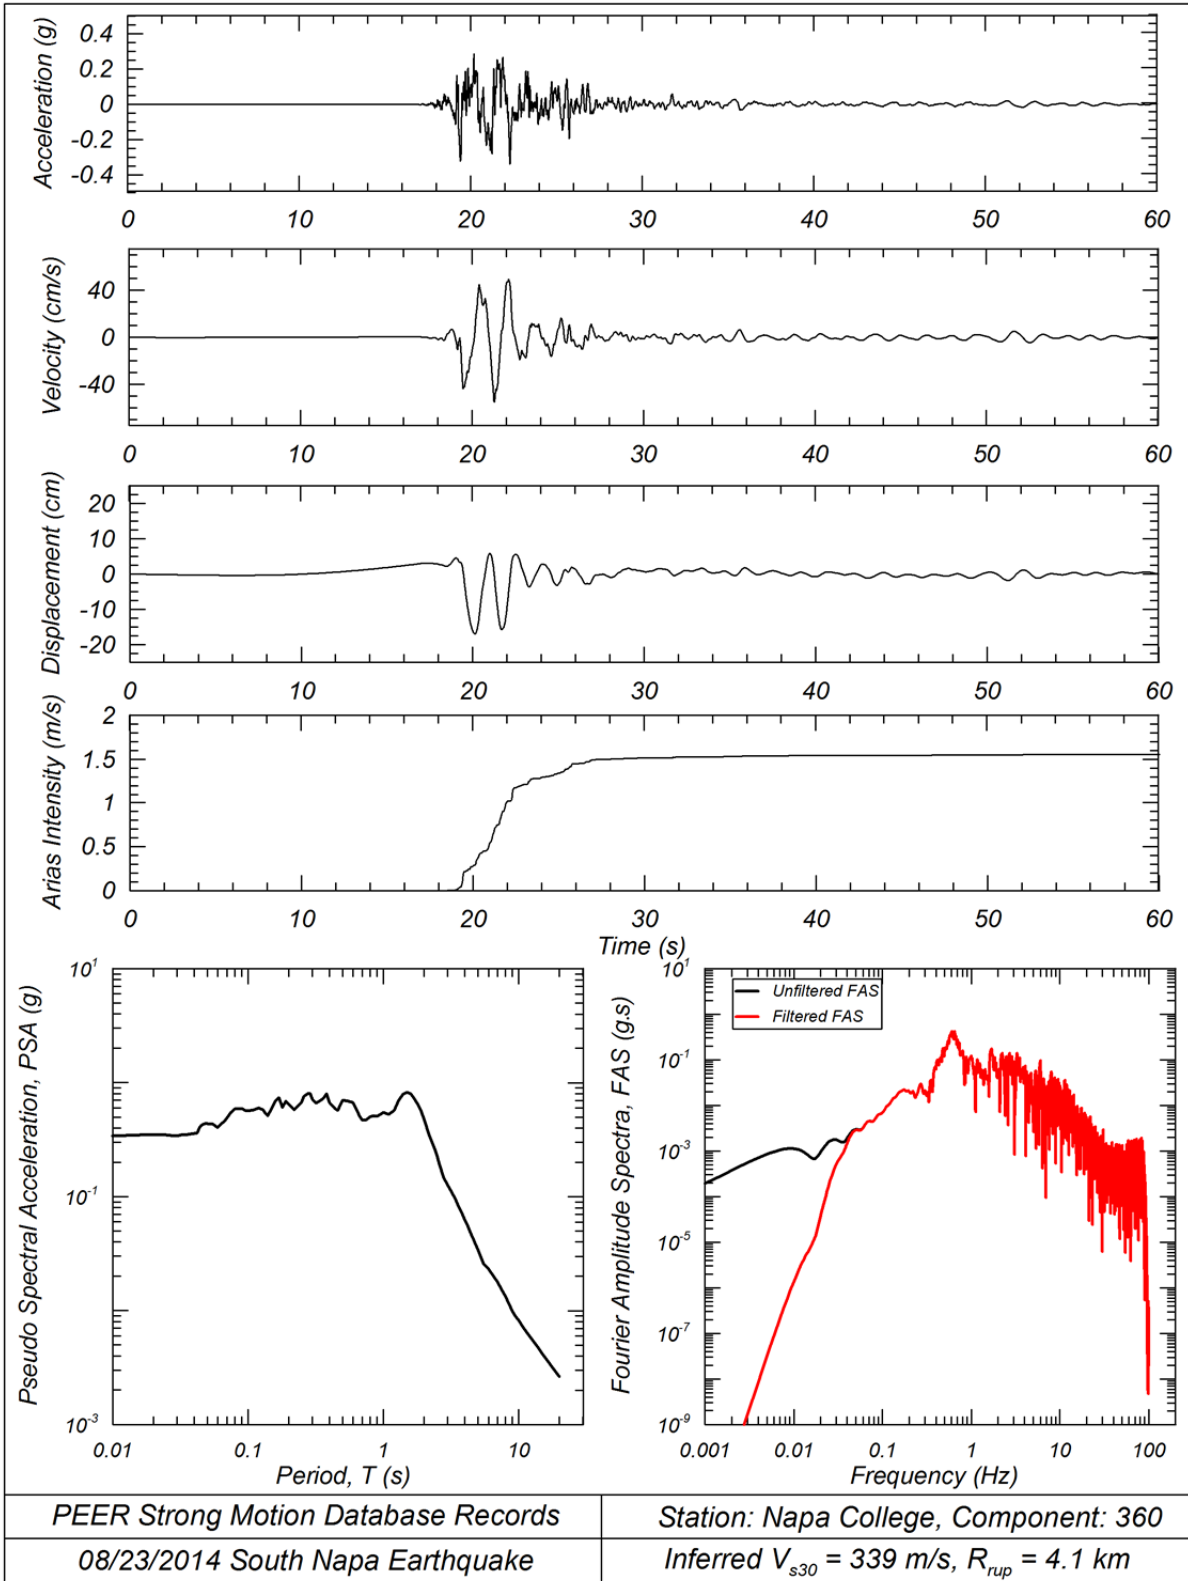 Acceleration (g)
0.4
0.2
0
-0.2
-0.4
0 10 20 30 40 50 60
Velocity (cm/s)
40
0
-40
0 10 20 30 40 50 60
Displacement (cm)
20
10
0
-10
-20
0 10 20 30 40 50 60
Arias Intensity (m/s)
2
1.5
1
0.5
0
0 10 20 30 40 50 60
Time (s)
Pseudo Spectral Acceleration, PSA (g)
10¹
10⁻¹
10⁻³
0.01 0.1 1 10
Period, T (s)
Fourier Amplitude Spectra, FAS (g.s)
10¹
10⁻¹
10⁻³
10⁻⁵
10⁻⁷
10⁻⁹
Unfiltered FAS
Filtered FAS
0.001 0.01 0.1 1 10 100
Frequency (Hz)
PEER Strong Motion Database Records
Station: Napa College, Component: 360
08/23/2014 South Napa Earthquake
Inferred Vs30 = 339 m/s, Rrup = 4.1 km